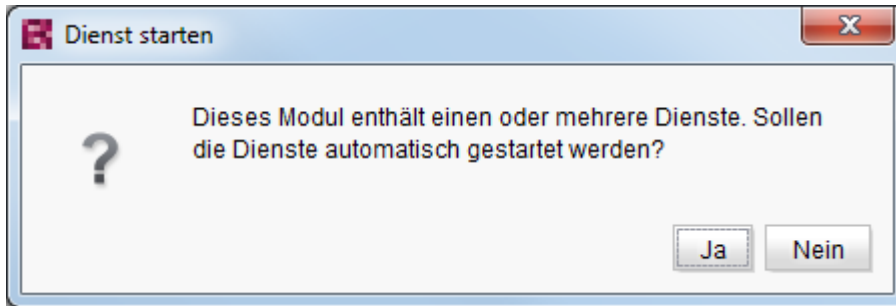 Dienst starten
Dieses Modul enthält einen oder mehrere Dienste. Sollen
die Dienste automatisch gestartet werden?
Ja Nein